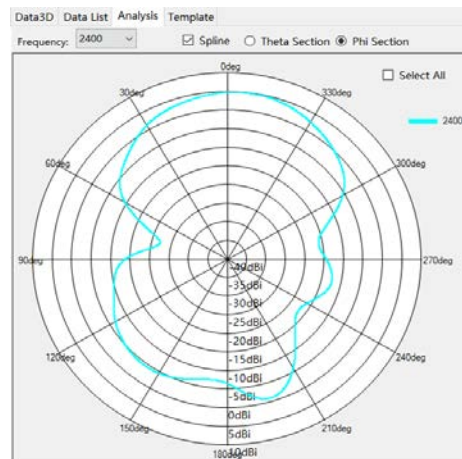 Data3D Data List Analysis Template
Frequency: 2400 Spline Theta Section Phi Section
Select All
2400
0deg
30deg
330deg
60deg
300deg
90deg
270deg
120deg
240deg
150deg
210deg
180deg
-40dBi
-35dBi
-30dBi
-25dBi
-20dBi
-15dBi
-10dBi
-5dBi
0dBi
5dBi
10dBi